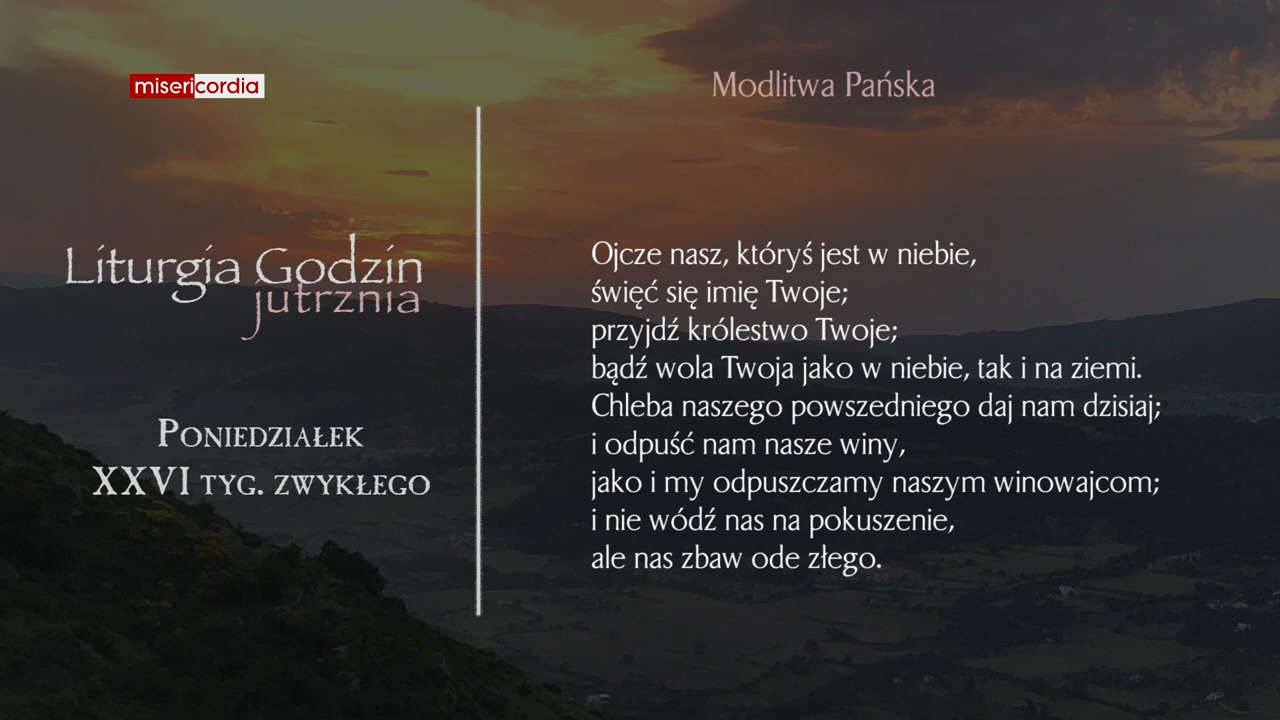 misericordia
Liturgia Godzin
jutrznia
Poniedziałek
XXVI tyg. zwykłego
Modlitwa Pańska
Ojcze nasz, któryś jest w niebie,
święć się imię Twoje;
przyjdź królestwo Twoje;
bądź wola Twoja jako w niebie, tak i na ziemi.
Chleba naszego powszedniego daj nam dzisiaj;
i odpuść nam nasze winy,
jako i my odpuszczamy naszym winowajcom;
i nie wódź nas na pokuszenie,
ale nas zbaw ode złego.